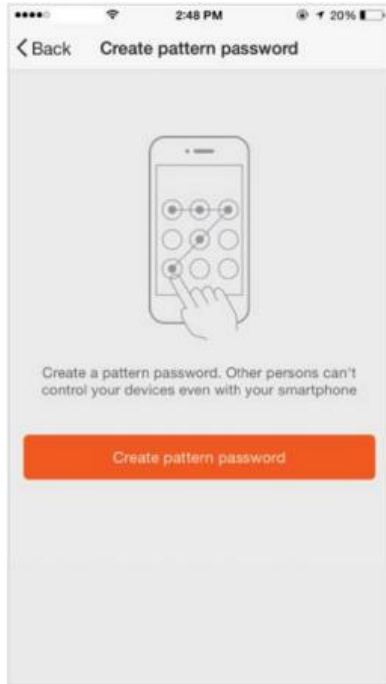 2:48 PM
20%
Back
Create pattern password
Create a pattern password. Other persons can't
control your devices even with your smartphone
Create pattern password